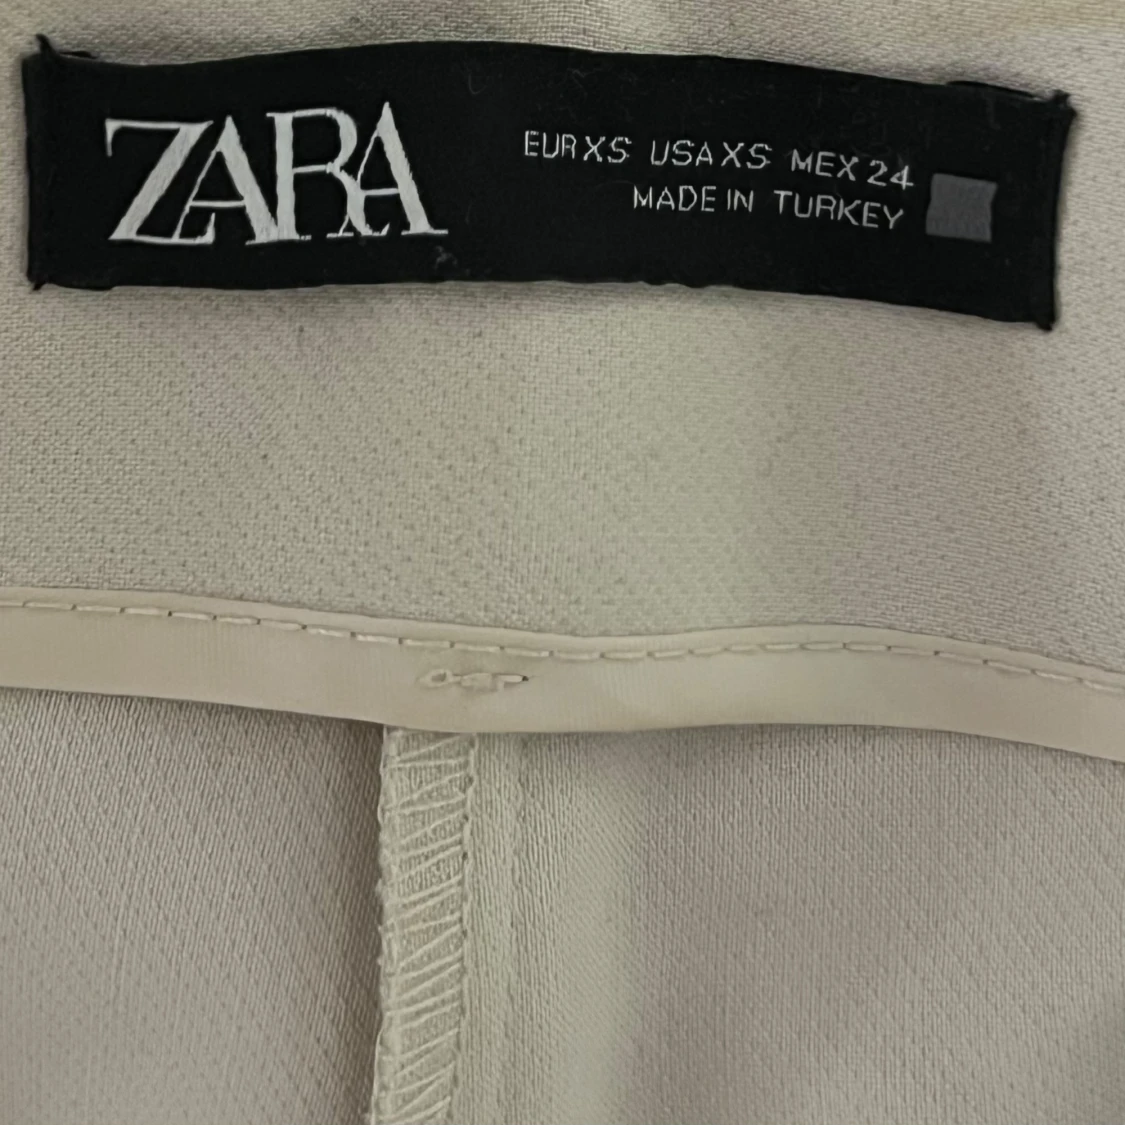 ZARA
EUR XS USA XS MEX 24
MADE IN TURKEY